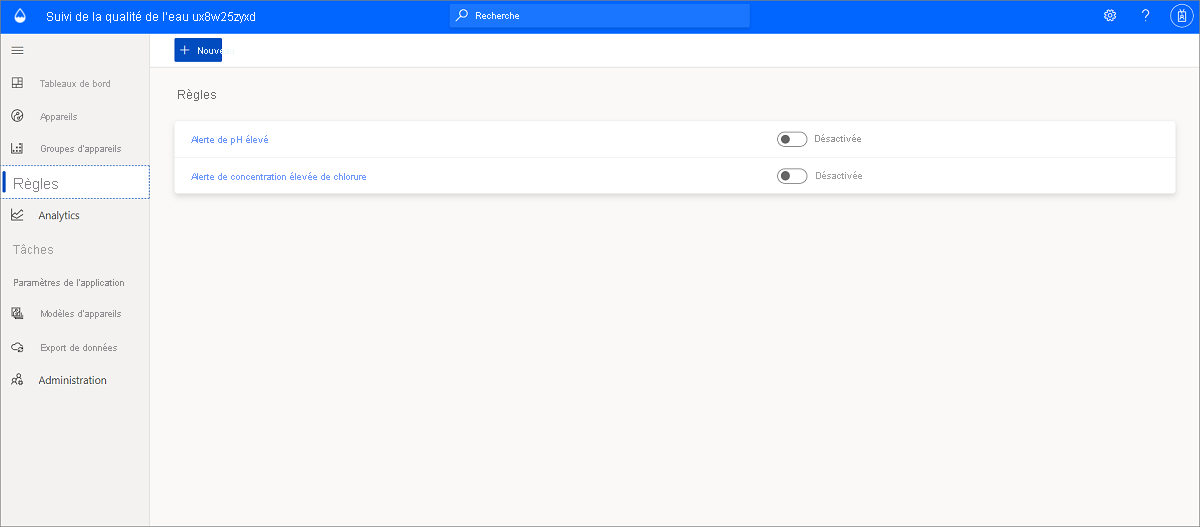 Suivi de la qualité de l'eau ux8w25zyxd
Recherche
Nouveau
Tableaux de bord
Appareils
Groupes d'appareils
Règles
Analytics
Tâches
Paramètres de l'application
Modèles d'appareils
Export de données
Administration
Règles
Alerte de pH élevé
Désactivée
Alerte de concentration élevée de chlorure
Désactivée